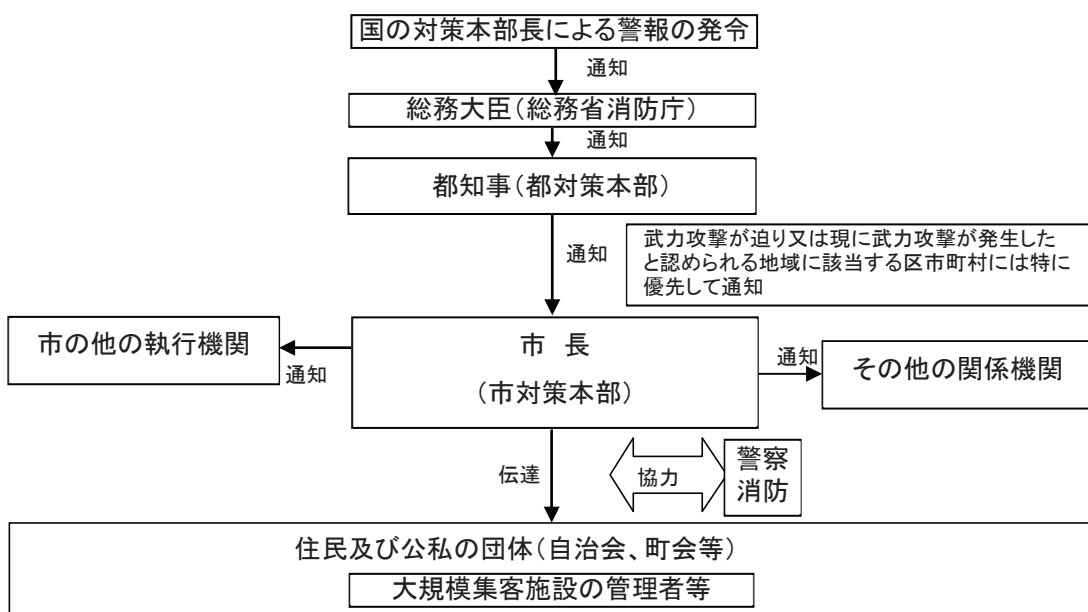 国の対策本部長による警報の発令
通知
総務大臣(総務省消防庁)
通知
都知事(都対策本部)
通知
武力攻撃が迫り又は現に武力攻撃が発生した
と認められる地域に該当する区市町村には特に
優先して通知
市の他の執行機関
通知
市 長
(市対策本部)
通知
その他の関係機関
伝達
協力
警察
消防
住民及び公私の団体(自治会、町会等)
大規模集客施設の管理者等